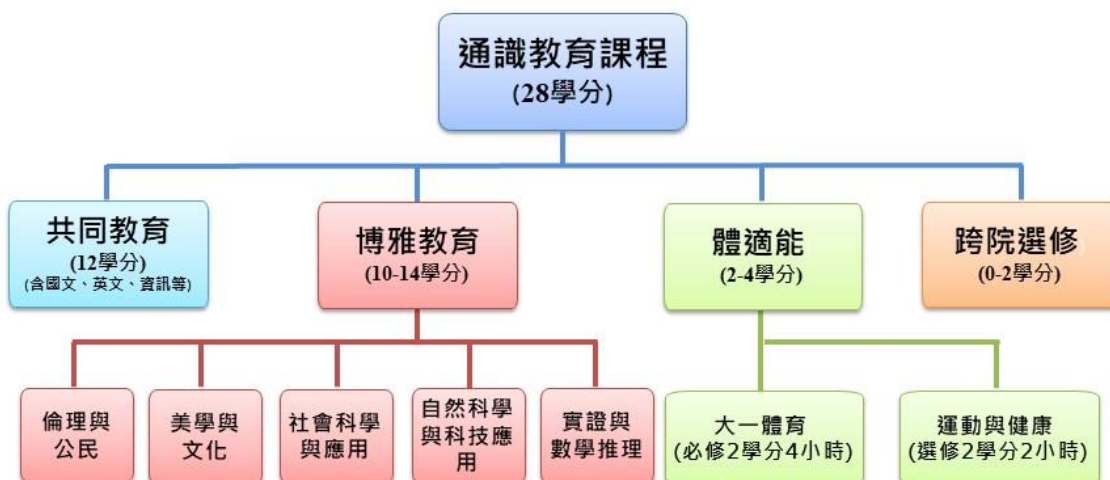 通識教育課程
(28學分)
共同教育
(12學分)
(含國文、英文、資訊等)
博雅教育
(10-14學分)
體適能
(2-4學分)
跨院選修)
(0-2學分)
倫理與
公民
美學與
文化
社會科學
與應用
自然科學
與科技應
用
實證與
數學推理
大一體育
(必修2學分4小時)
運動與健康
(選修2學分2小時)